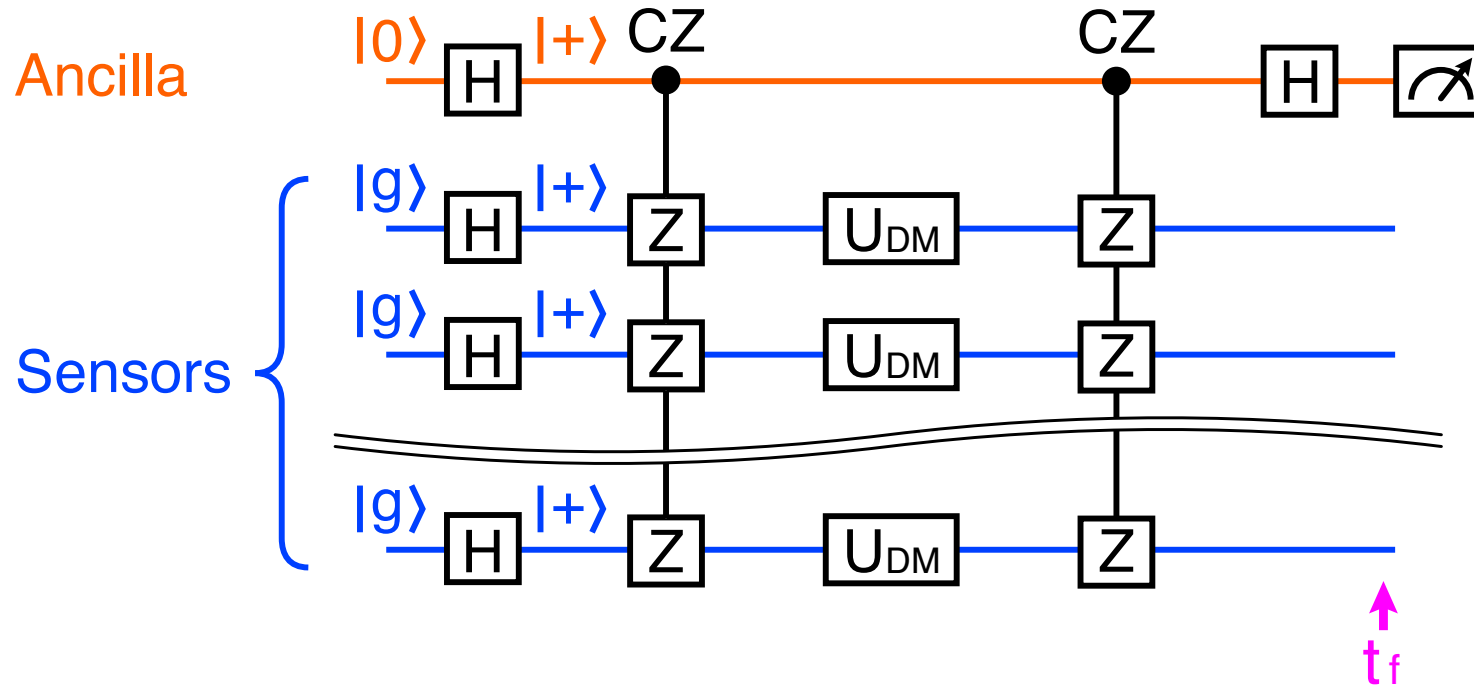 |0⟩ |+⟩ CZ CZ
Ancilla H H
|g⟩ |+⟩
H Z UDM Z
|g⟩ |+⟩
H Z UDM Z
Sensors
|g⟩ |+⟩
H Z UDM Z
tf